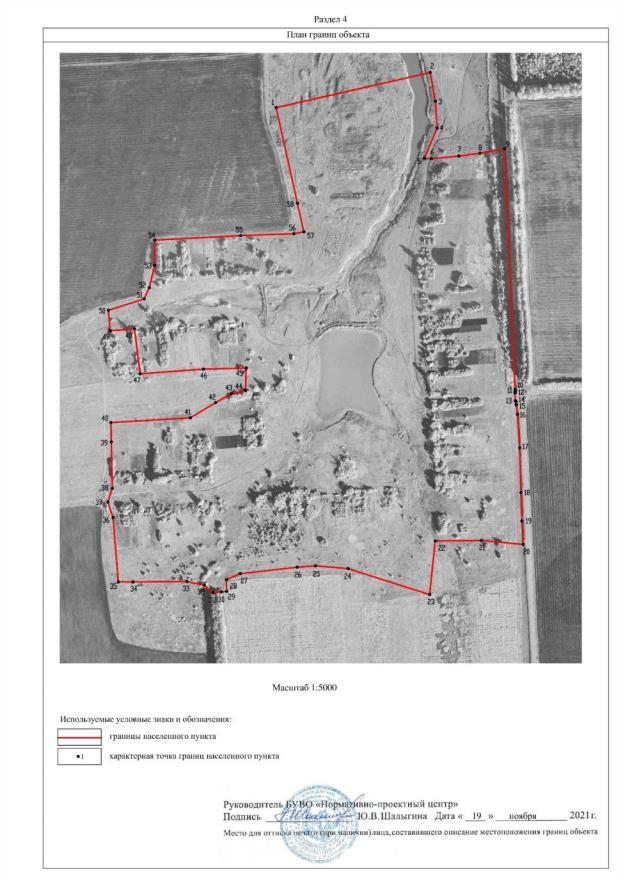 Раздел 4
План границ объекта
2
1
3
4
5 6 7 8 9
58
57
56
55
54
53
52
51
50
49 48
47 46 45
44
43
42
41
40
39
38
37
36
35 34 33
30 29
28
27 26 25 24
23
22 21 20
19
18
17
16
15
14
13
12
11 10
Масштаб 1:5000
Используемые условные знаки и обозначения:
границы населенного пункта
1 характерная точка границ населенного пункта
Руководитель БУВО «Нормативно-проектный центр»
Подпись Ю.В.Шалыгина Дата « 19 » ноября 2021г.
Место для оттиска печати (при наличии) лица, составившего описание местоположения границ объекта